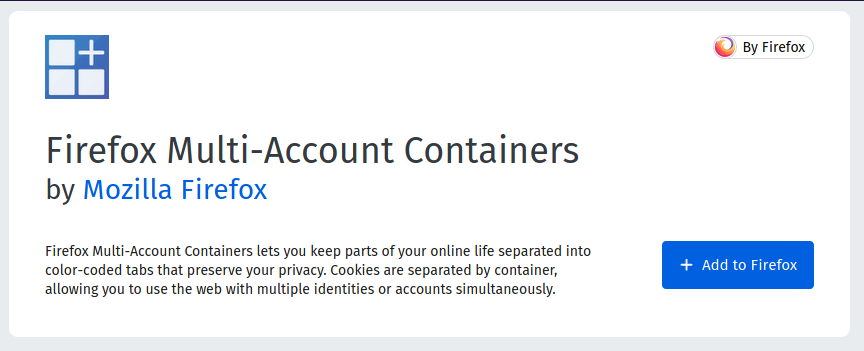 By Firefox
Firefox Multi-Account Containers
by Mozilla Firefox
Firefox Multi-Account Containers lets you keep parts of your online life separated into
color-coded tabs that preserve your privacy. Cookies are separated by container,
allowing you to use the web with multiple identities or accounts simultaneously.
+ Add to Firefox